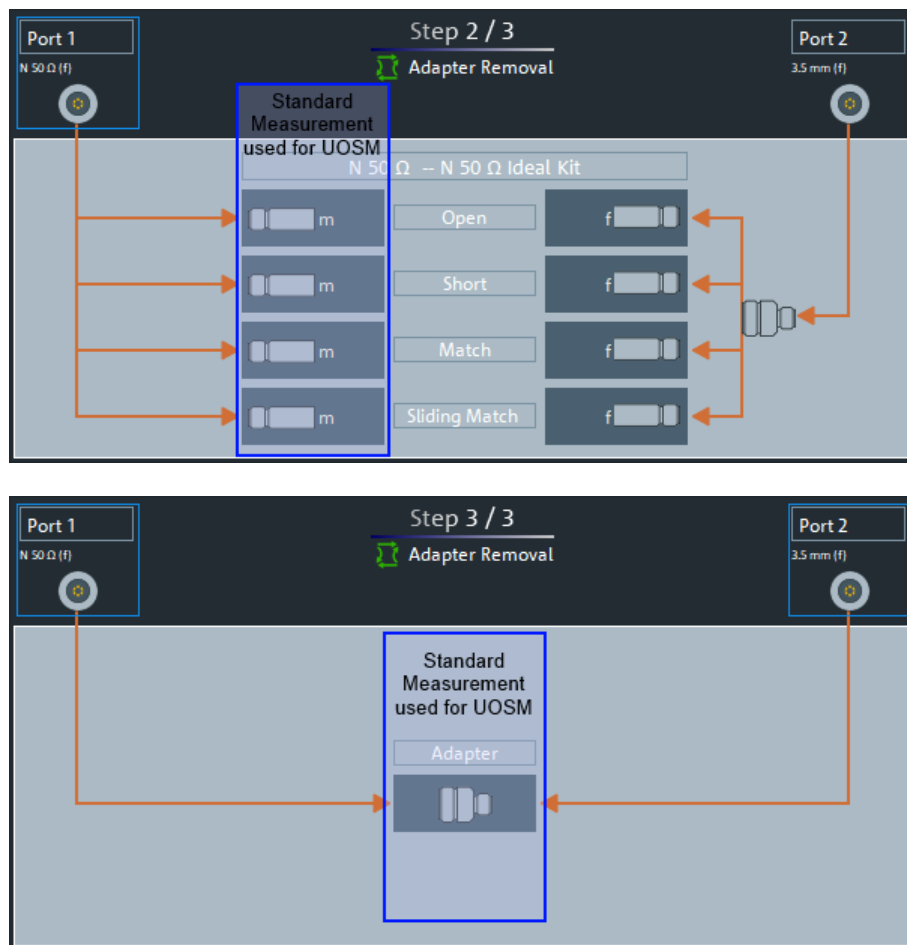 Port 1
N 50 Ω (f)
Step 2 / 3
Adapter Removal
Port 2
3.5 mm (f)
Standard
Measurement
used for UOSM
N 50 Ω -- N 50 Ω Ideal Kit
m Open f
m Short f
m Match f
m Sliding Match f
Port 1
N 50 Ω (f)
Step 3 / 3
Adapter Removal
Port 2
3.5 mm (f)
Standard
Measurement
used for UOSM
Adapter